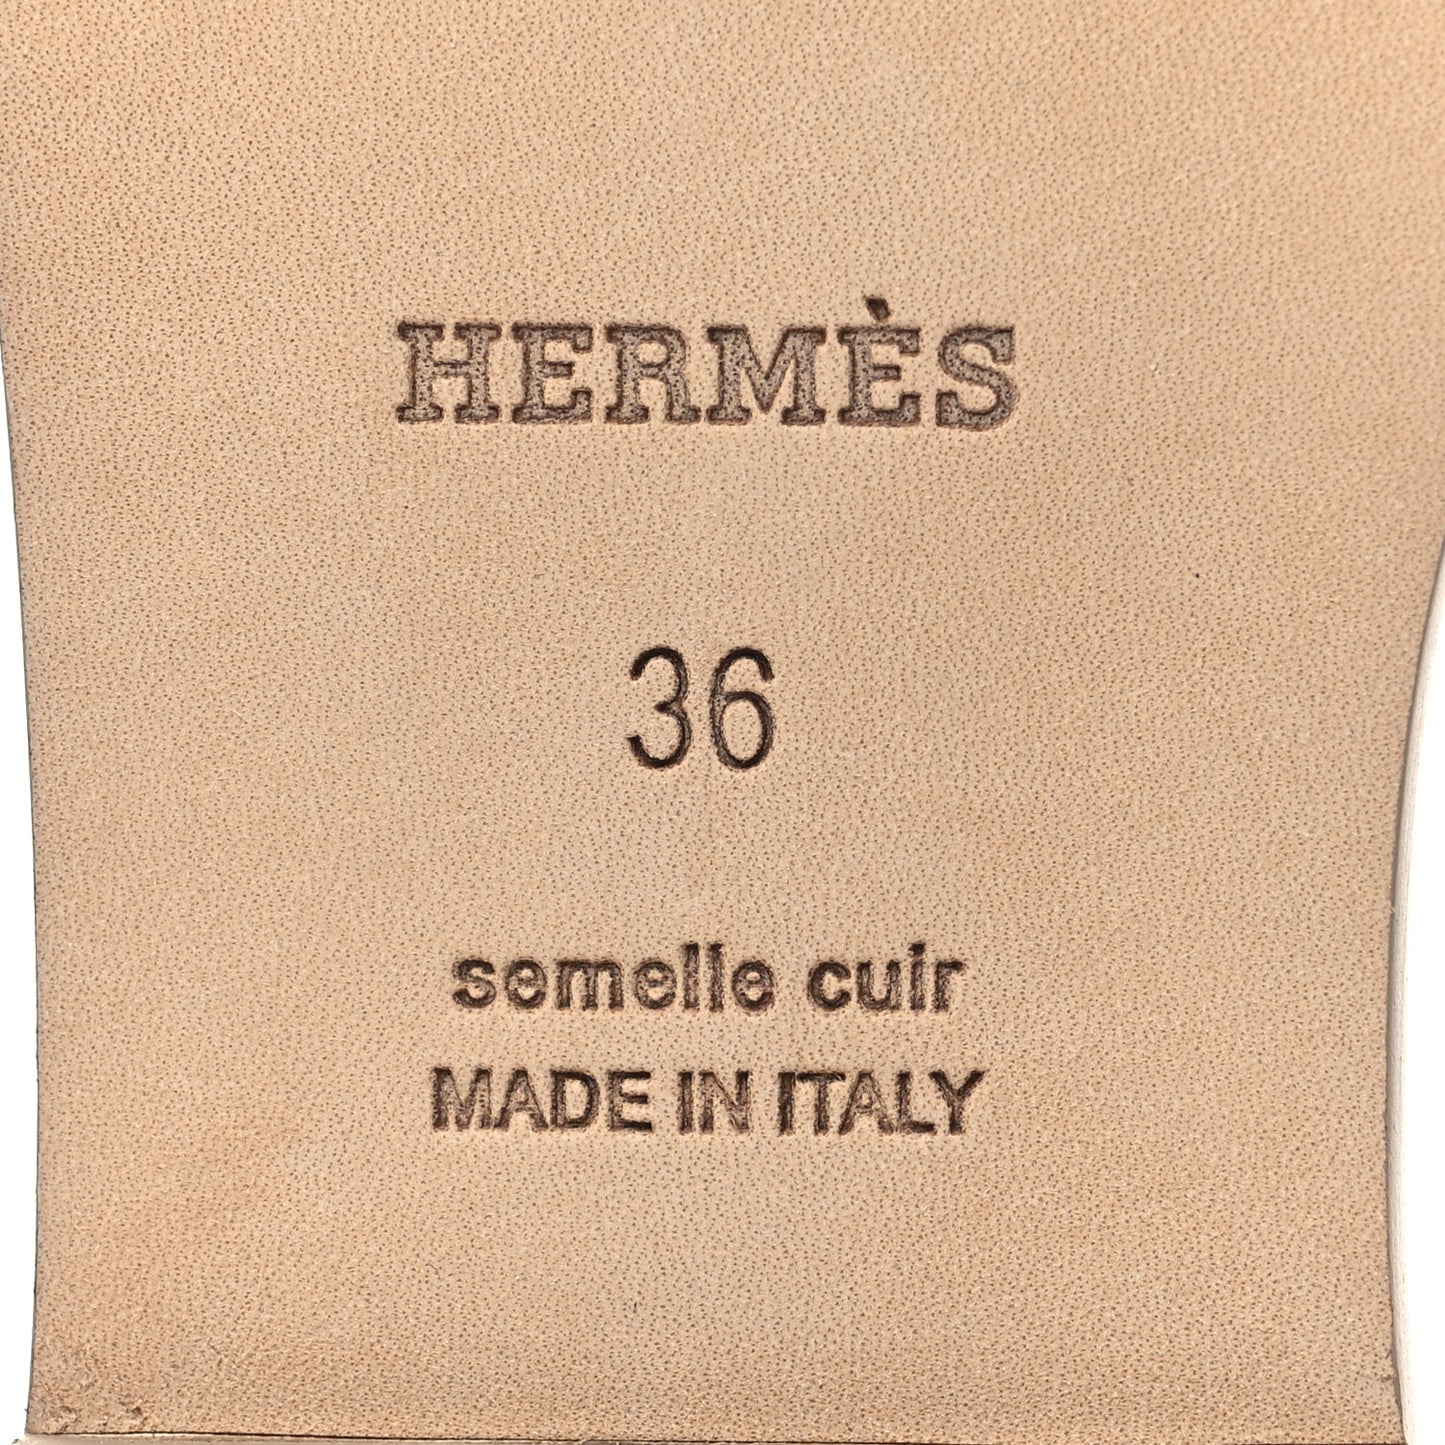 HERMÈS
36
semelle cuir
MADE IN ITALY